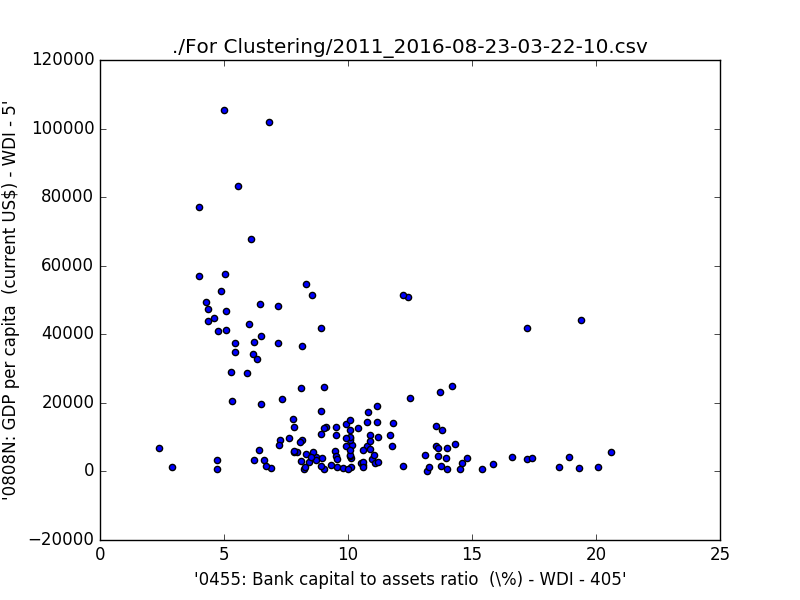 ./For Clustering/2011_2016-08-23-03-22-10.csv
120000
100000
80000
60000
40000
20000
0
−20000
0 5 10 15 20 25
'0808N: GDP per capita (current US$) - WDI - 5'
'0455: Bank capital to assets ratio (\%) - WDI - 405'